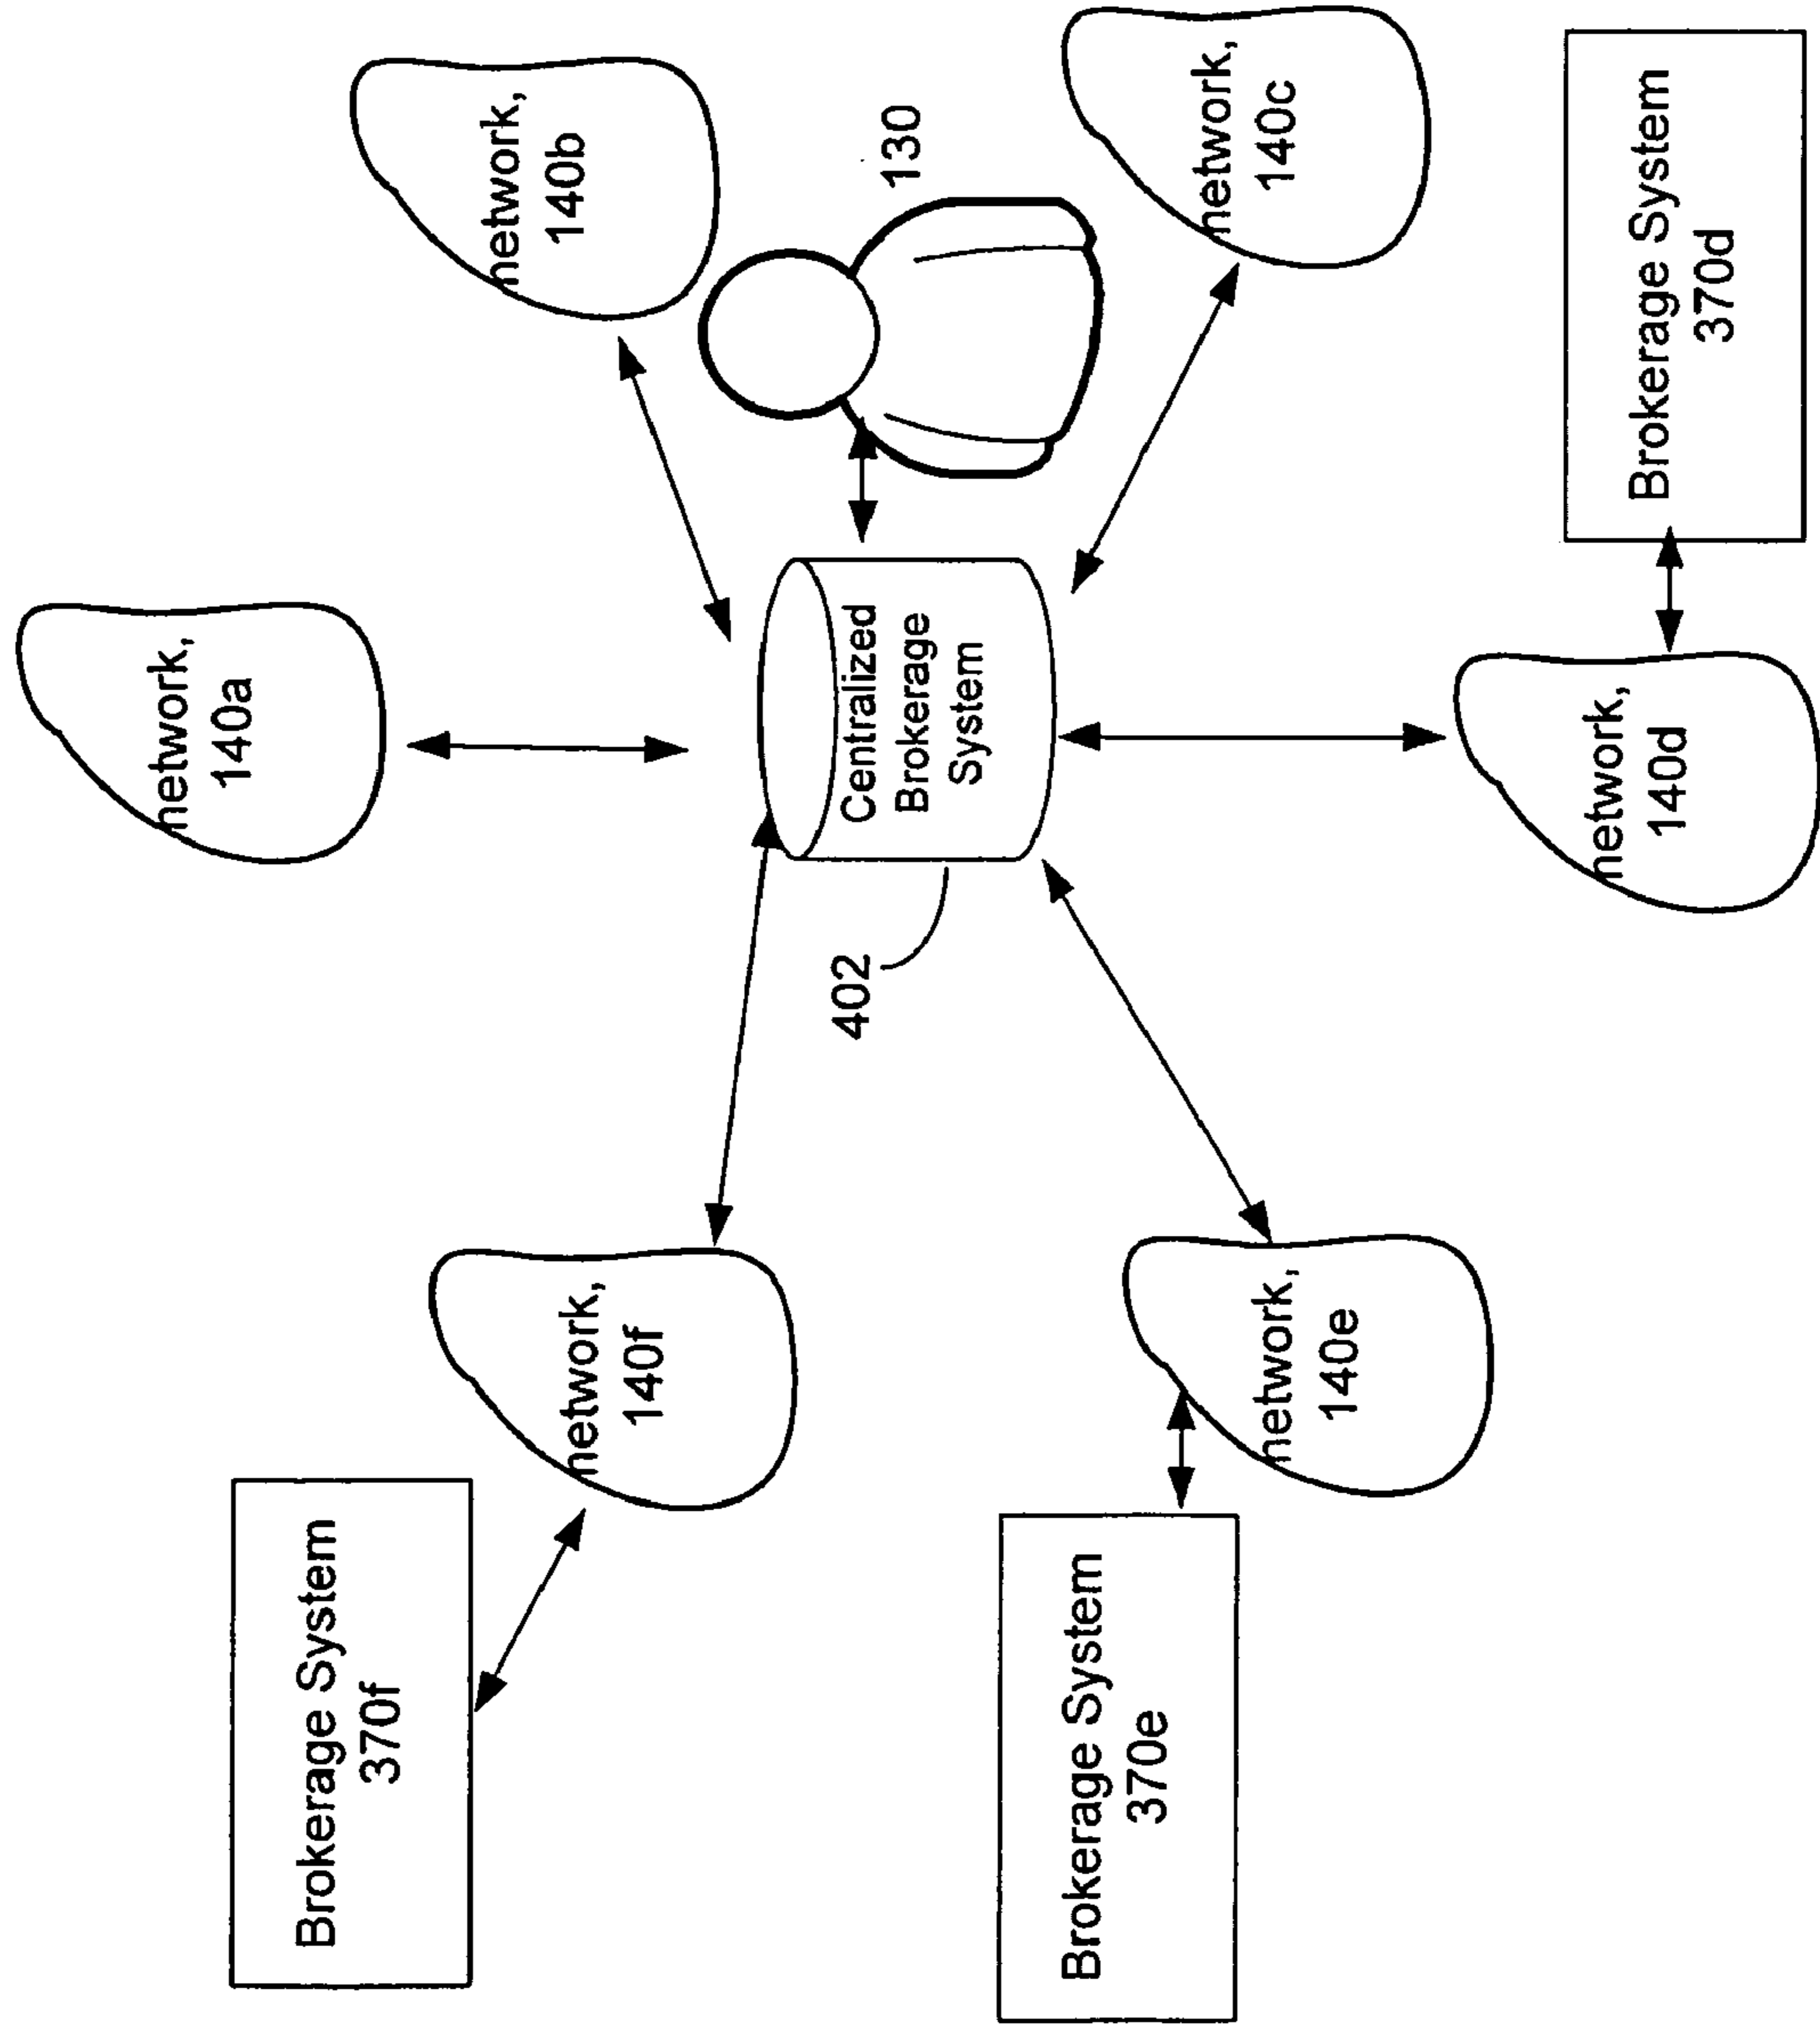 network,
140a
network,
140b
130
network,
140c
Centralized
Brokerage
System
402
Brokerage System
370f
network,
140f
Brokerage System
370e
network,
140e
network,
140d
Brokerage System
370d